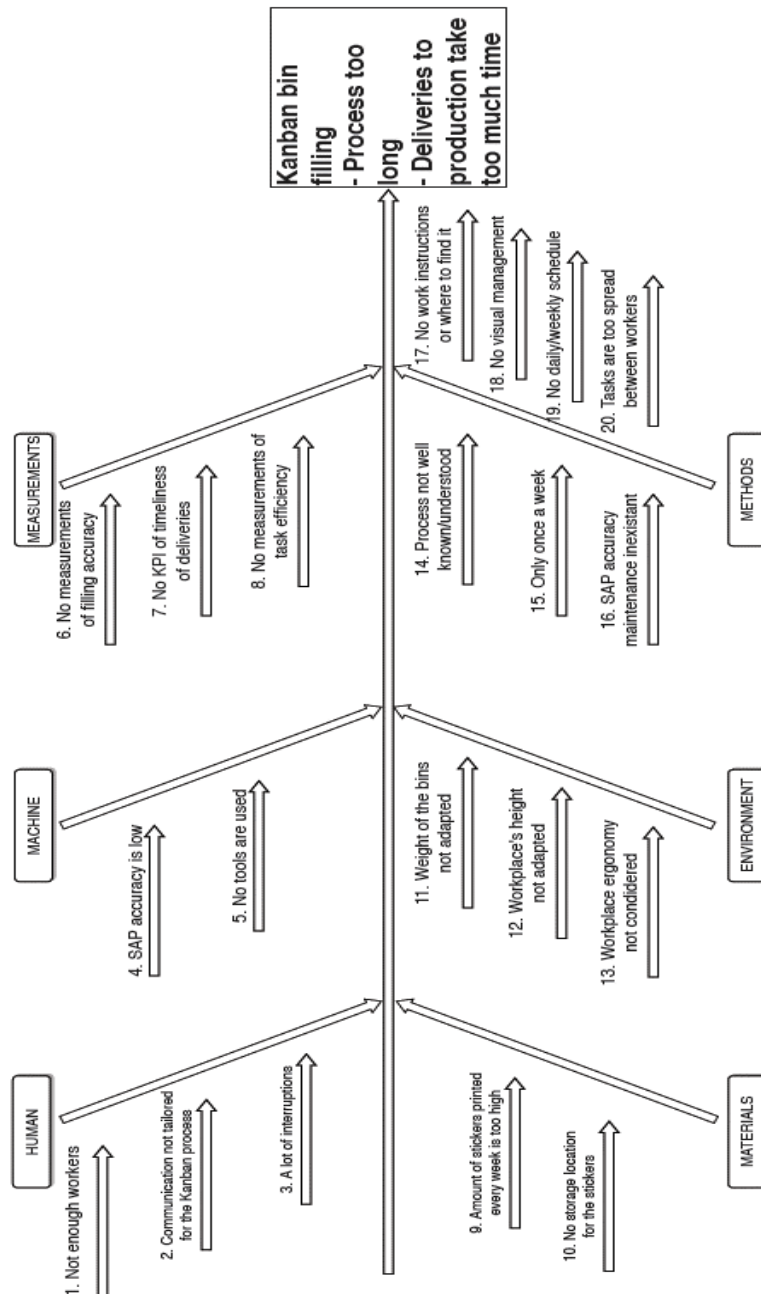 HUMAN
1. Not enough workers
2. Communication not tailored
for the Kanban process
3. A lot of interruptions
MACHINE
4. SAP accuracy is low
5. No tools are used
MEASUREMENTS
6. No measurements
of filling accuracy
7. No KPI of timeliness
of deliveries
8. No measurements of
task efficiency
MATERIALS
9. Amount of stickers printed
every week is too high
10. No storage location
for the stickers
ENVIRONMENT
11. Weight of the bins
not adapted
12. Workplace's height
not adapted
13. Workplace ergonomy
not condidered
METHODS
14. Process not well
known/understood
15. Only once a week
16. SAP accuracy
maintenance inexistant
17. No work instructions
or where to find it
18. No visual management
19. No daily/weekly schedule
20. Tasks are too spread
between workers
Kanban bin
filling
- Process too
long
- Deliveries to
production take
too much time